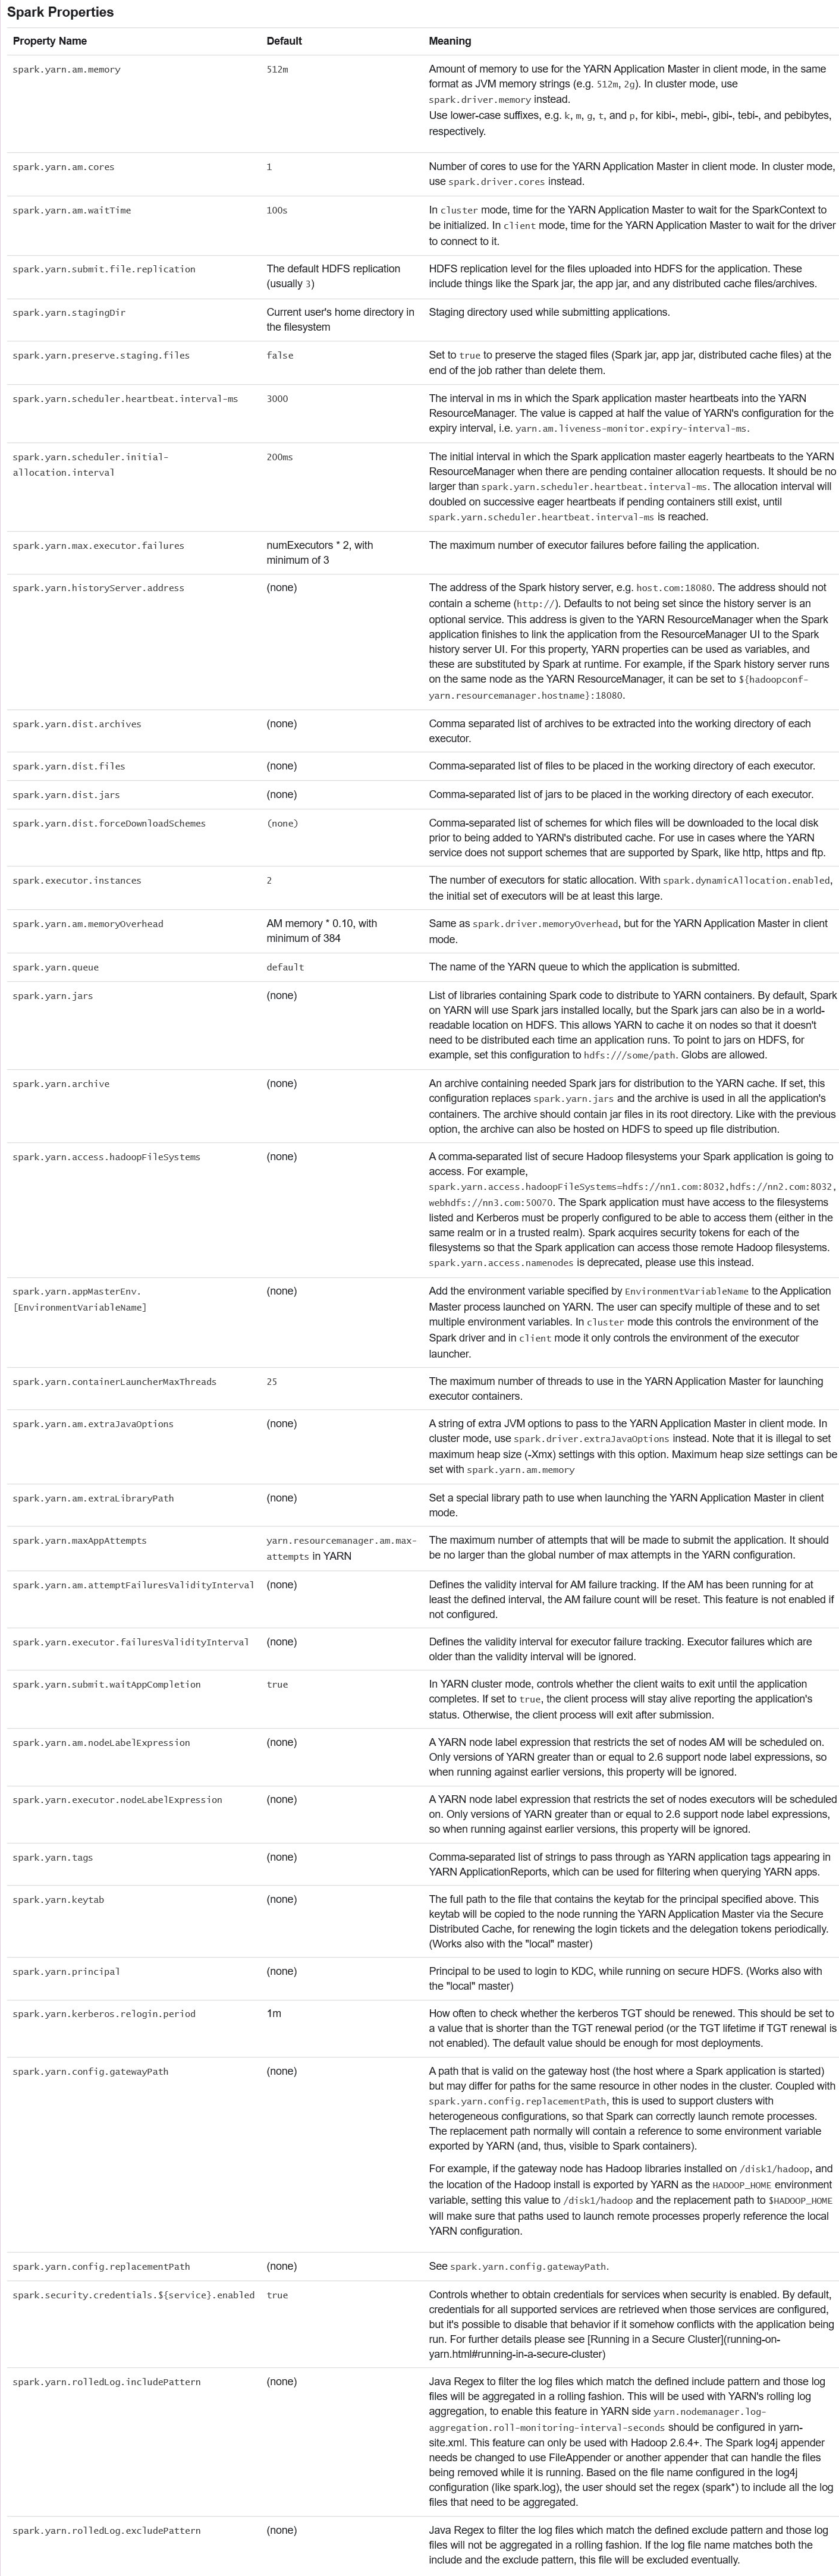 Spark Properties
Property Name Default Meaning
spark.yarn.am.memory 512m Amount of memory to use for the YARN Application Master in client mode, in the same
format as JVM memory strings (e.g. 512m, 2g). In cluster mode, use
spark.driver.memory instead.
Use lower-case suffixes, e.g. k, m, g, t, and p, for kibi-, mebi-, gibi-, tebi-, and pebibytes,
respectively.
spark.yarn.am.cores 1 Number of cores to use for the YARN Application Master in client mode. In cluster mode,
use spark.driver.cores instead.
spark.yarn.am.waitTime 100s In cluster mode, time for the YARN Application Master to wait for the SparkContext to
be initialized. In client mode, time for the YARN Application Master to wait for the driver
to connect to it.
spark.yarn.submit.file.replication The default HDFS replication HDFS replication level for the files uploaded into HDFS for the application. These
(usually 3) include things like the Spark jar, the app jar, and any distributed cache files/archives.
spark.yarn.stagingDir Current user's home directory in Staging directory used while submitting applications.
the filesystem
spark.yarn.preserve.staging.files false Set to true to preserve the staged files (Spark jar, app jar, distributed cache files) at the
end of the job rather than delete them.
spark.yarn.scheduler.heartbeat.interval-ms 3000 The interval in ms in which the Spark application master heartbeats into the YARN
ResourceManager. The value is capped at half the value of YARN's configuration for the
expiry interval, i.e. yarn.am.liveness-monitor.expiry-interval-ms.
spark.yarn.scheduler.initial- 200ms The initial interval in which the Spark application master eagerly heartbeats to the YARN
allocation.interval ResourceManager when there are pending container allocation requests. It should be no
larger than spark.yarn.scheduler.heartbeat.interval-ms. The allocation interval will
doubled on successive eager heartbeats if pending containers still exist, until
spark.yarn.scheduler.heartbeat.interval-ms is reached.
spark.yarn.max.executor.failures numExecutors * 2, with The maximum number of executor failures before failing the application.
minimum of 3
spark.yarn.historyServer.address (none) The address of the Spark history server, e.g. host.com:18080. The address should not
contain a scheme (http://). Defaults to not being set since the history server is an
optional service. This address is given to the YARN ResourceManager when the Spark
application finishes to link the application from the ResourceManager UI to the Spark
history server UI. For this property, YARN properties can be used as variables, and
these are substituted by Spark at runtime. For example, if the Spark history server runs
on the same node as the YARN ResourceManager, it can be set to ${hadoopconf-
yarn.resourcemanager.hostname}:18080.
spark.yarn.dist.archives (none) Comma separated list of archives to be extracted into the working directory of each
executor.
spark.yarn.dist.files (none) Comma-separated list of files to be placed in the working directory of each executor.
spark.yarn.dist.jars (none) Comma-separated list of jars to be placed in the working directory of each executor.
spark.yarn.dist.forceDownloadSchemes (none) Comma-separated list of schemes for which files will be downloaded to the local disk
prior to being added to YARN's distributed cache. For use in cases where the YARN
service does not support schemes that are supported by Spark, like http, https and ftp.
spark.executor.instances 2 The number of executors for static allocation. With spark.dynamicAllocation.enabled,
the initial set of executors will be at least this large.
spark.yarn.am.memoryOverhead AM memory * 0.10, with Same as spark.driver.memoryOverhead, but for the YARN Application Master in client
minimum of 384 mode.
spark.yarn.queue default The name of the YARN queue to which the application is submitted.
spark.yarn.jars (none) List of libraries containing Spark code to distribute to YARN containers. By default, Spark
on YARN will use Spark jars installed locally, but the Spark jars can also be in a world-
readable location on HDFS. This allows YARN to cache it on nodes so that it doesn't
need to be distributed each time an application runs. To point to jars on HDFS, for
example, set this configuration to hdfs:///some/path. Globs are allowed.
spark.yarn.archive (none) An archive containing needed Spark jars for distribution to the YARN cache. If set, this
configuration replaces spark.yarn.jars and the archive is used in all the application's
containers. The archive should contain jar files in its root directory. Like with the previous
option, the archive can also be hosted on HDFS to speed up file distribution.
spark.yarn.access.hadoopFileSystems (none) A comma-separated list of secure Hadoop filesystems your Spark application is going to
access. For example,
spark.yarn.access.hadoopFileSystems=hdfs://nn1.com:8032,hdfs://nn2.com:8032,
webhdfs://nn3.com:50070. The Spark application must have access to the filesystems
listed and Kerberos must be properly configured to be able to access them (either in the
same realm or in a trusted realm). Spark acquires security tokens for each of the
filesystems so that the Spark application can access those remote Hadoop filesystems.
spark.yarn.access.namenodes is deprecated, please use this instead.
spark.yarn.appMasterEnv. (none) Add the environment variable specified by EnvironmentVariableName to the Application
[EnvironmentVariableName] Master process launched on YARN. The user can specify multiple of these and to set
multiple environment variables. In cluster mode this controls the environment of the
Spark driver and in client mode it only controls the environment of the executor
launcher.
spark.yarn.containerLauncherMaxThreads 25 The maximum number of threads to use in the YARN Application Master for launching
executor containers.
spark.yarn.am.extraJavaOptions (none) A string of extra JVM options to pass to the YARN Application Master in client mode. In
cluster mode, use spark.driver.extraJavaOptions instead. Note that it is illegal to set
maximum heap size (-Xmx) settings with this option. Maximum heap size settings can be
set with spark.yarn.am.memory
spark.yarn.am.extraLibraryPath (none) Set a special library path to use when launching the YARN Application Master in client
mode.
spark.yarn.maxAppAttempts yarn.resourcemanager.am.max- The maximum number of attempts that will be made to submit the application. It should
attempts in YARN be no larger than the global number of max attempts in the YARN configuration.
spark.yarn.am.attemptFailuresValidityInterval (none) Defines the validity interval for AM failure tracking. If the AM has been running for at
least the defined interval, the AM failure count will be reset. This feature is not enabled if
not configured.
spark.yarn.executor.failuresValidityInterval (none) Defines the validity interval for executor failure tracking. Executor failures which are
older than the validity interval will be ignored.
spark.yarn.submit.waitAppCompletion true In YARN cluster mode, controls whether the client waits to exit until the application
completes. If set to true, the client process will stay alive reporting the application's
status. Otherwise, the client process will exit after submission.
spark.yarn.am.nodeLabelExpression (none) A YARN node label expression that restricts the set of nodes AM will be scheduled on.
Only versions of YARN greater than or equal to 2.6 support node label expressions, so
when running against earlier versions, this property will be ignored.
spark.yarn.executor.nodeLabelExpression (none) A YARN node label expression that restricts the set of nodes executors will be scheduled
on. Only versions of YARN greater than or equal to 2.6 support node label expressions,
so when running against earlier versions, this property will be ignored.
spark.yarn.tags (none) Comma-separated list of strings to pass through as YARN application tags appearing in
YARN ApplicationReports, which can be used for filtering when querying YARN apps.
spark.yarn.keytab (none) The full path to the file that contains the keytab for the principal specified above. This
keytab will be copied to the node running the YARN Application Master via the Secure
Distributed Cache, for renewing the login tickets and the delegation tokens periodically.
(Works also with the "local" master)
spark.yarn.principal (none) Principal to be used to login to KDC, while running on secure HDFS. (Works also with
the "local" master)
spark.yarn.kerberos.relogin.period 1m How often to check whether the kerberos TGT should be renewed. This should be set to
a value that is shorter than the TGT renewal period (or the TGT lifetime if TGT renewal is
not enabled). The default value should be enough for most deployments.
spark.yarn.config.gatewayPath (none) A path that is valid on the gateway host (the host where a Spark application is started)
but may differ for paths for the same resource in other nodes in the cluster. Coupled with
spark.yarn.config.replacementPath, this is used to support clusters with
heterogeneous configurations, so that Spark can correctly launch remote processes.
The replacement path normally will contain a reference to some environment variable
exported by YARN (and, thus, visible to Spark containers).
For example, if the gateway node has Hadoop libraries installed on /disk1/hadoop, and
the location of the Hadoop install is exported by YARN as the HADOOP_HOME environment
variable, setting this value to /disk1/hadoop and the replacement path to $HADOOP_HOME
will make sure that paths used to launch remote processes properly reference the local
YARN configuration.
spark.yarn.config.replacementPath (none) See spark.yarn.config.gatewayPath.
spark.security.credentials.${service}.enabled true Controls whether to obtain credentials for services when security is enabled. By default,
credentials for all supported services are retrieved when those services are configured,
but it's possible to disable that behavior if it somehow conflicts with the application being
run. For further details please see [Running in a Secure Cluster](running-on-
yarn.html#running-in-a-secure-cluster)
spark.yarn.rolledLog.includePattern (none) Java Regex to filter the log files which match the defined include pattern and those log
files will be aggregated in a rolling fashion. This will be used with YARN's rolling log
aggregation, to enable this feature in YARN side yarn.nodemanager.log-
aggregation.roll-monitoring-interval-seconds should be configured in yarn-
site.xml. This feature can only be used with Hadoop 2.6.4+. The Spark log4j appender
needs be changed to use FileAppender or another appender that can handle the files
being removed while it is running. Based on the file name configured in the log4j
configuration (like spark.log), the user should set the regex (spark*) to include all the log
files that need to be aggregated.
spark.yarn.rolledLog.excludePattern (none) Java Regex to filter the log files which match the defined exclude pattern and those log
files will not be aggregated in a rolling fashion. If the log file name matches both the
include and the exclude pattern, this file will be excluded eventually.